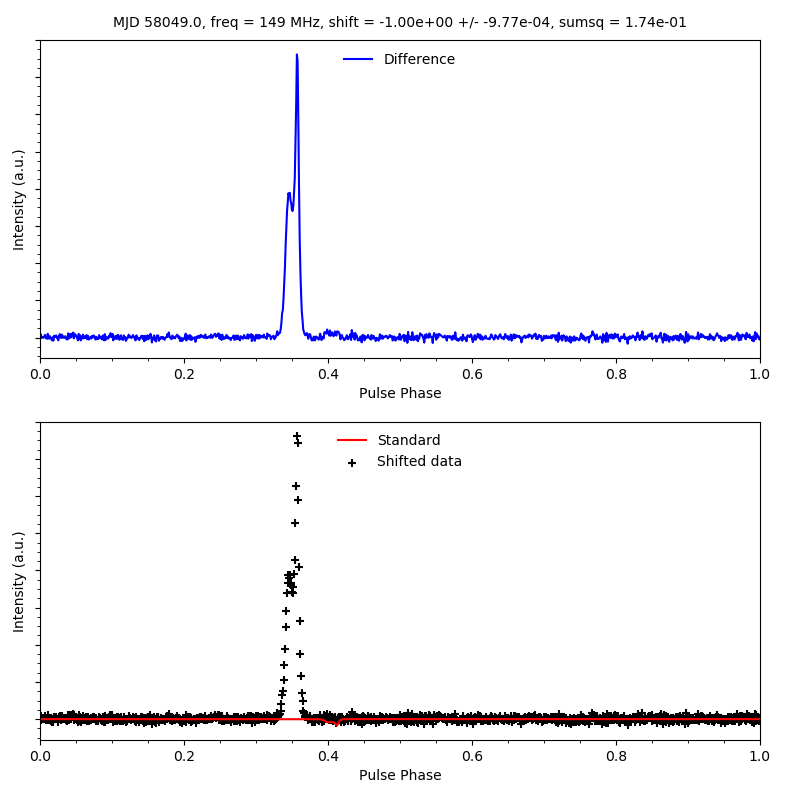 MJD 58049.0, freq = 149 MHz, shift = -1.00e+00 +/- -9.77e-04, sumsq = 1.74e-01
Difference
Intensity (a.u.)
0.0 0.2 0.4 0.6 0.8 1.0
Pulse Phase
Standard
Shifted data
Intensity (a.u.)
0.0 0.2 0.4 0.6 0.8 1.0
Pulse Phase